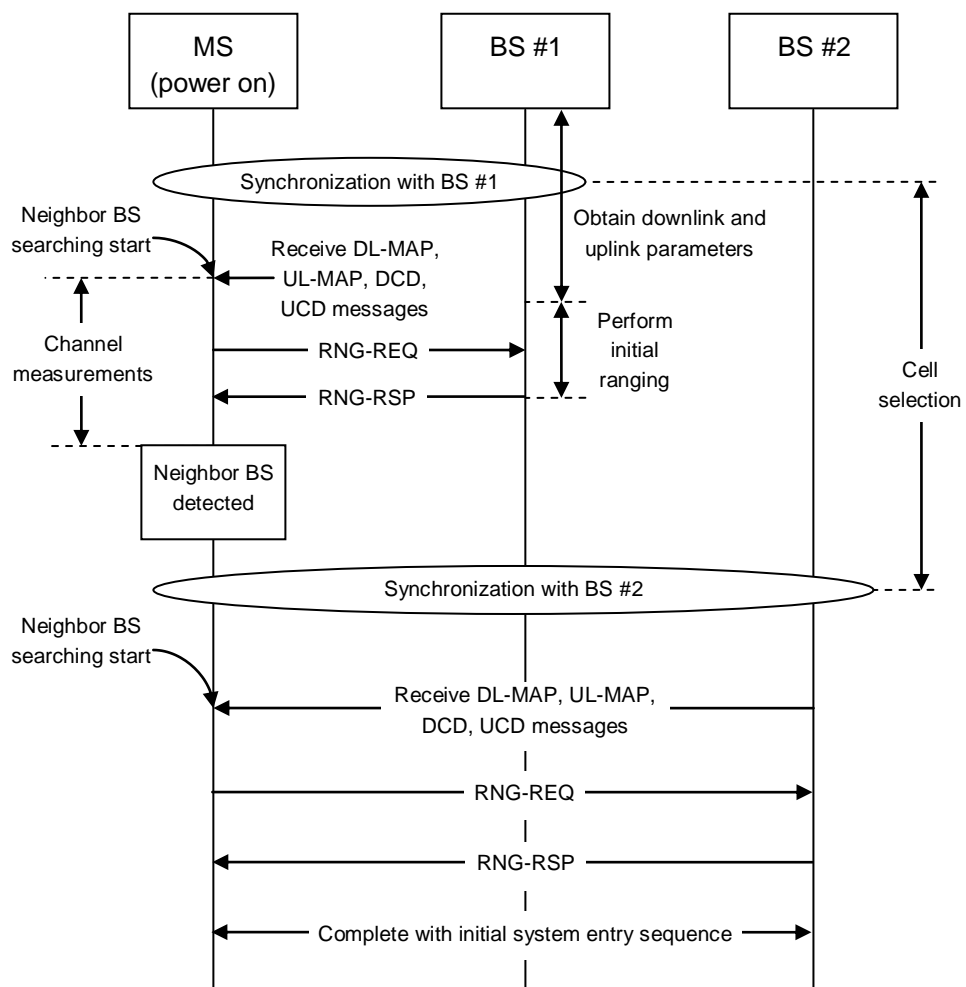 MS
(power on)
BS #1
BS #2
Synchronization with BS #1
Neighbor BS
searching start
Receive DL-MAP,
UL-MAP, DCD,
UCD messages
Obtain downlink and
uplink parameters
Channel
measurements
RNG-REQ
RNG-RSP
Perform
initial
ranging
Cell
selection
Neighbor BS
detected
Synchronization with BS #2
Neighbor BS
searching start
Receive DL-MAP, UL-MAP,
DCD, UCD messages
RNG-REQ
RNG-RSP
Complete with initial system entry sequence